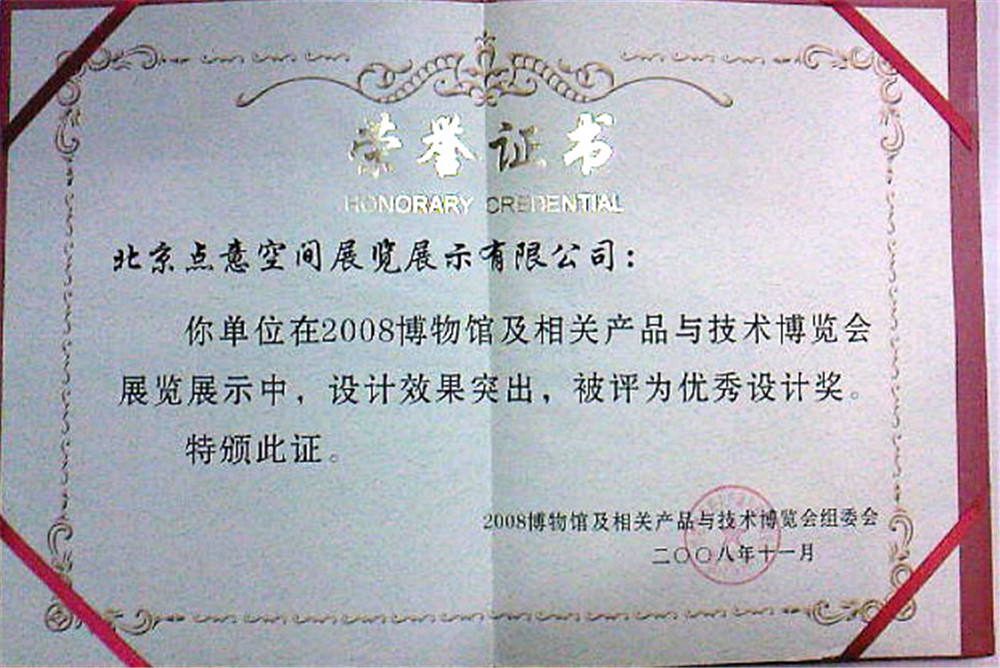 荣誉证书
HONORARY CREDENTIAL
北京点意空间展览展示有限公司：
你单位在2008博物馆及相关产品与技术博览会
展览展示中，设计效果突出，被评为优秀设计奖。
特颁此证。
2008博物馆及相关产品与技术博览会组委会
二〇〇八年十一月